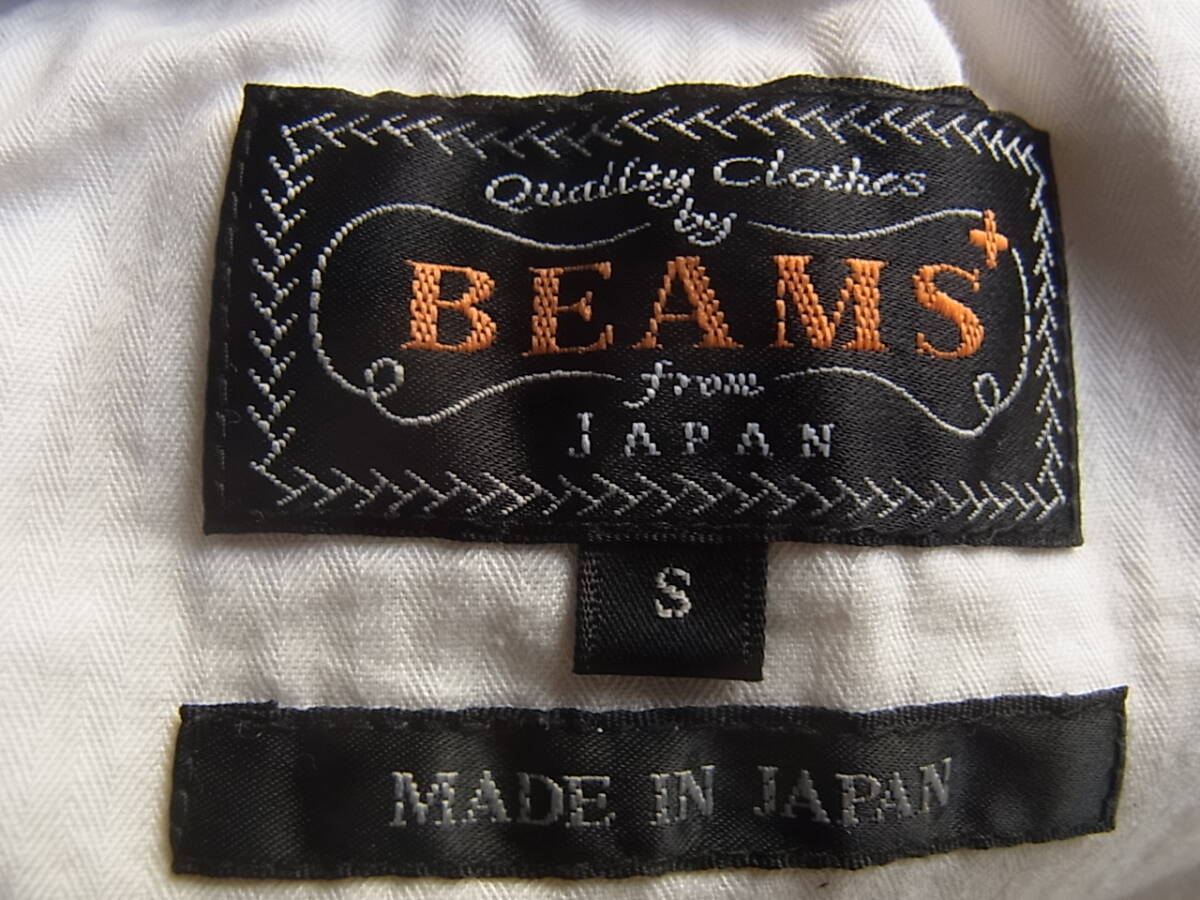 Quality Clothes
by
BEAMS+
from
JAPAN
S
MADE IN JAPAN